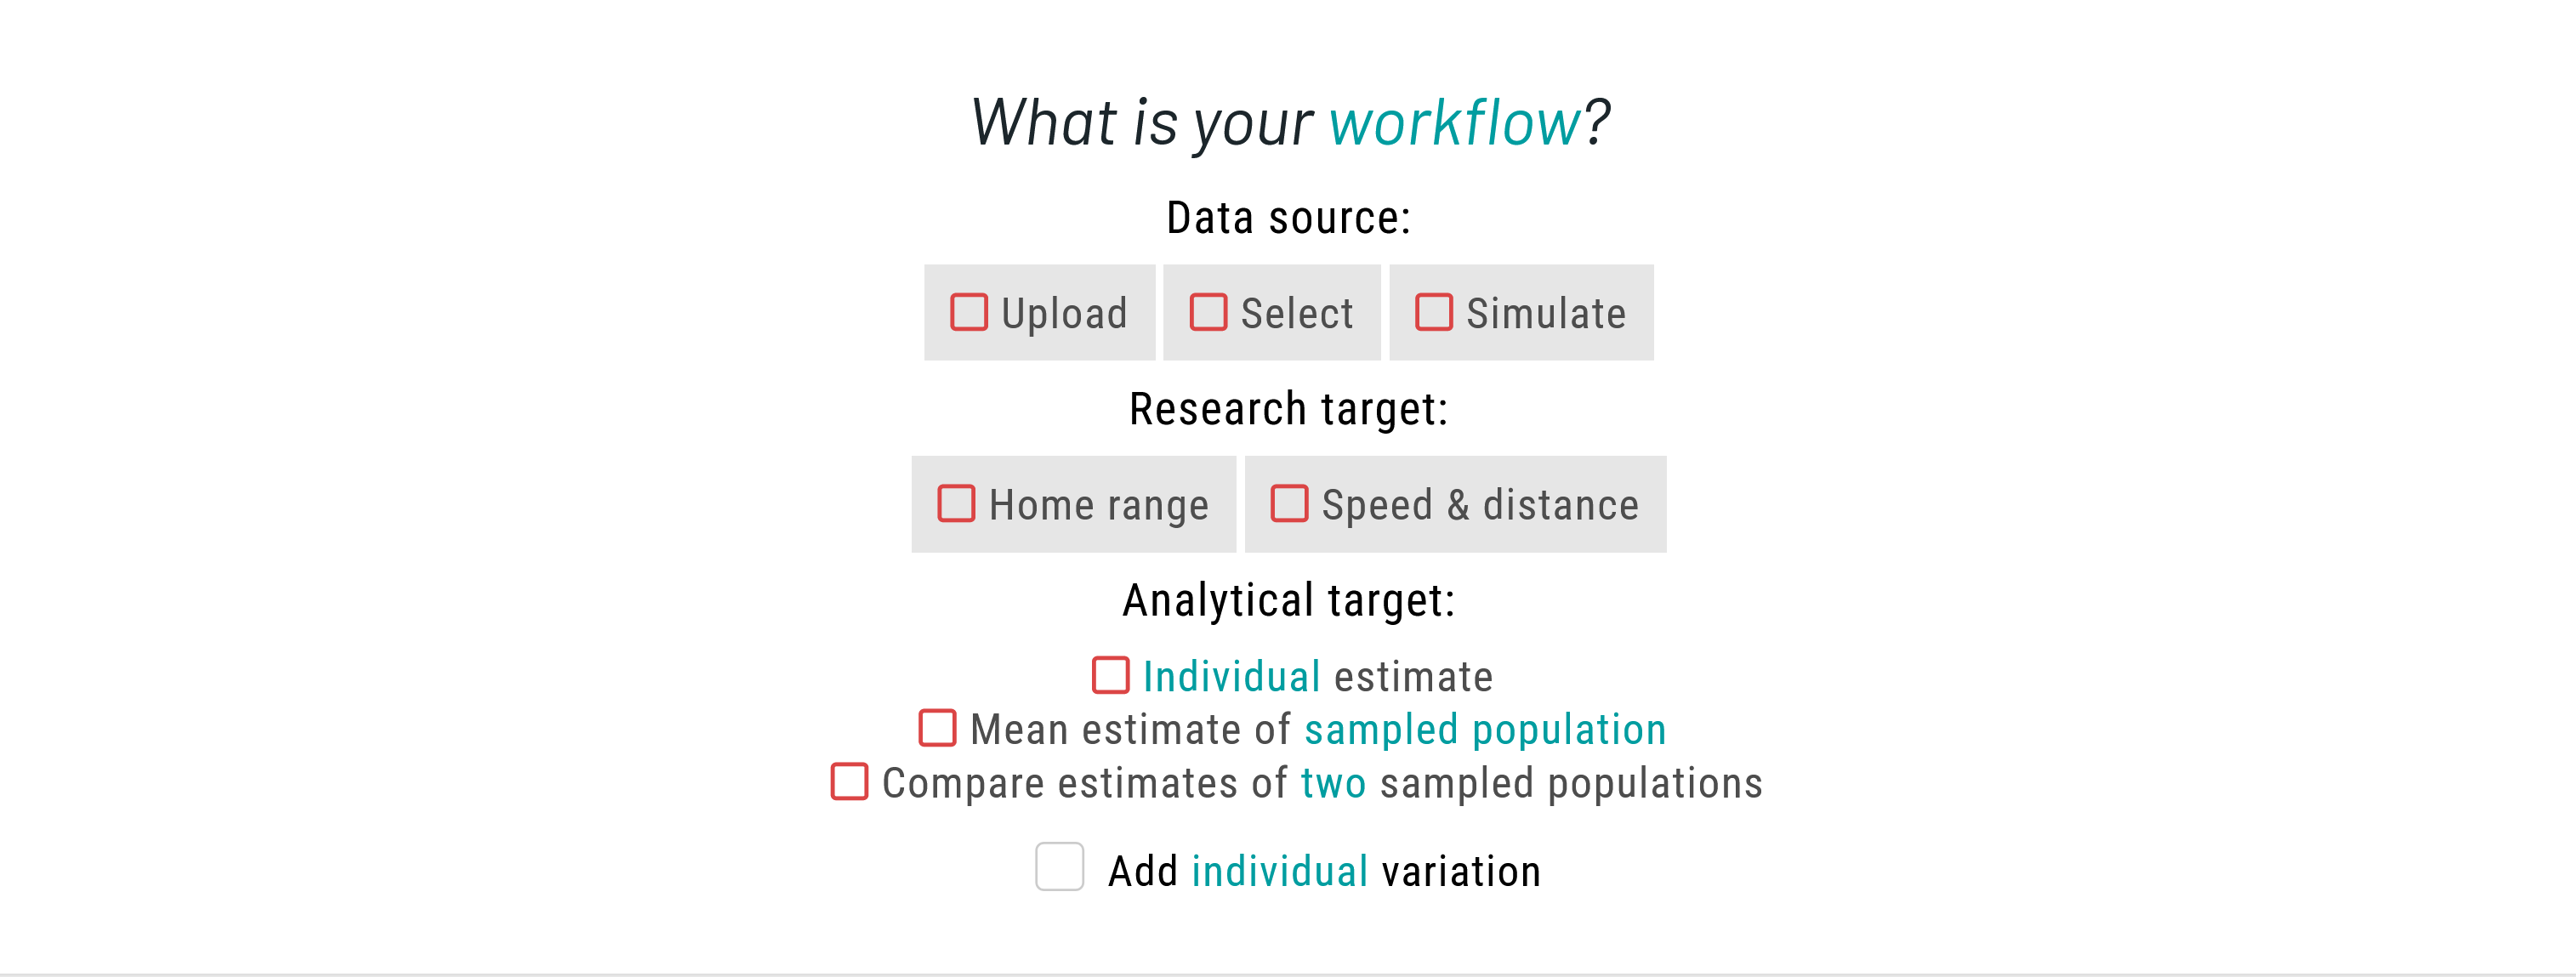 What is your workflow?
Data source:
Upload Select Simulate
Research target:
Home range Speed & distance
Analytical target:
Individual estimate
Mean estimate of sampled population
Compare estimates of two sampled populations
Add individual variation